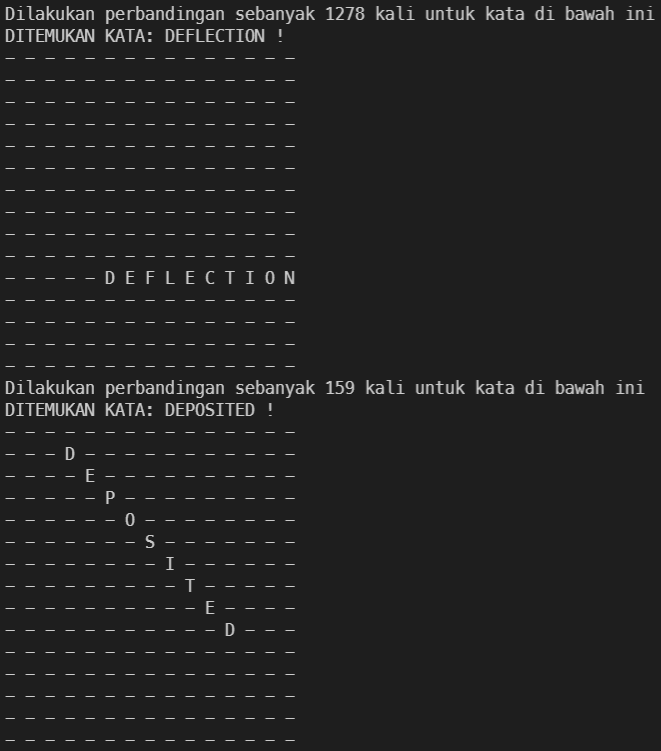 Dilakukan perbandingan sebanyak 1278 kali untuk kata di bawah ini
DITEMUKAN KATA: DEFLECTION !
- - - - - - - - - - - - - - -
- - - - - - - - - - - - - - -
- - - - - - - - - - - - - - -
- - - - - - - - - - - - - - -
- - - - - - - - - - - - - - -
- - - - - - - - - - - - - - -
- - - - - - - - - - - - - - -
- - - - - - - - - - - - - - -
- - - - - - - - - - - - - - -
- - - - - - - - - - - - - - -
- - - - - D E F L E C T I O N
- - - - - - - - - - - - - - -
- - - - - - - - - - - - - - -
- - - - - - - - - - - - - - -
- - - - - - - - - - - - - - -
Dilakukan perbandingan sebanyak 159 kali untuk kata di bawah ini
DITEMUKAN KATA: DEPOSITED !
- - - - - - - - - - - - - - -
- - - D - - - - - - - - - - -
- - - - E - - - - - - - - - -
- - - - - P - - - - - - - - -
- - - - - - O - - - - - - - -
- - - - - - - S - - - - - - -
- - - - - - - - I - - - - - -
- - - - - - - - - T - - - - -
- - - - - - - - - - E - - - -
- - - - - - - - - - - D - - -
- - - - - - - - - - - - - - -
- - - - - - - - - - - - - - -
- - - - - - - - - - - - - - -
- - - - - - - - - - - - - - -
- - - - - - - - - - - - - - -